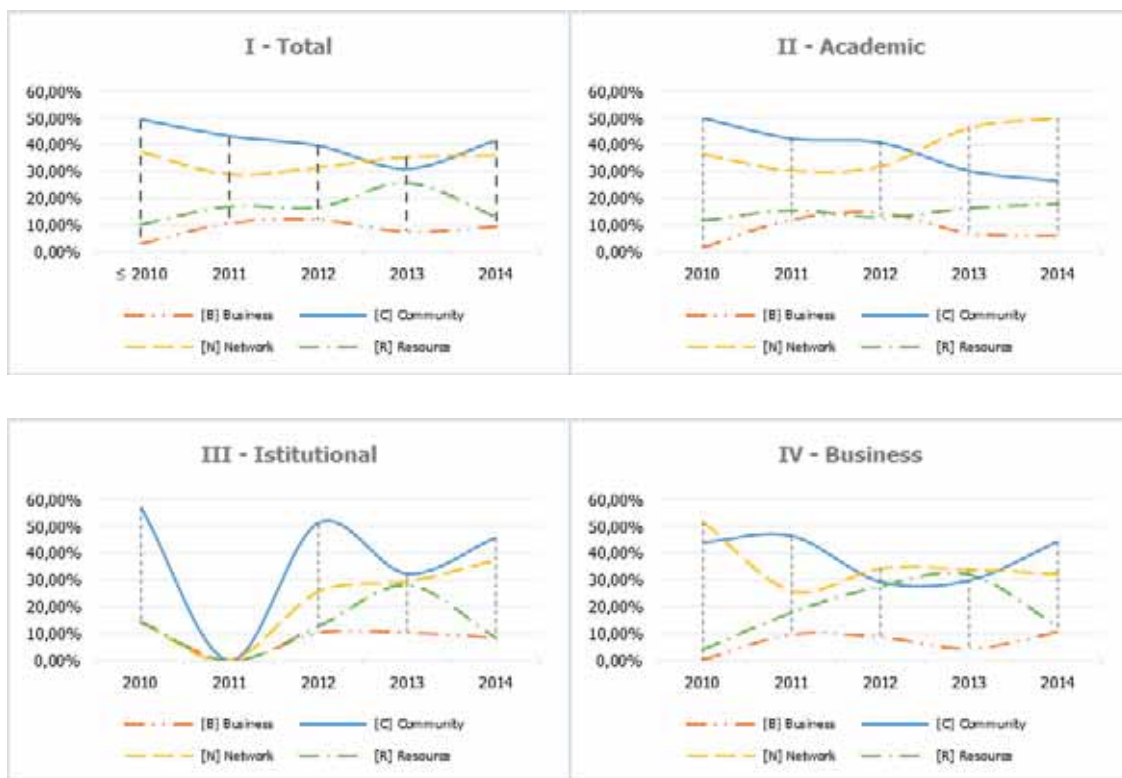 I - Total
60,00%
50,00%
40,00%
30,00%
20,00%
10,00%
0,00%
≤ 2010 2011 2012 2013 2014
[B] Business [C] Community
[N] Network [R] Resource
II - Academic
60,00%
50,00%
40,00%
30,00%
20,00%
10,00%
0,00%
2010 2011 2012 2013 2014
[B] Business [C] Community
[N] Network [R] Resource
III - Istitutional
60,00%
50,00%
40,00%
30,00%
20,00%
10,00%
0,00%
2010 2011 2012 2013 2014
[B] Business [C] Community
[N] Network [R] Resource
IV - Business
60,00%
50,00%
40,00%
30,00%
20,00%
10,00%
0,00%
2010 2011 2012 2013 2014
[B] Business [C] Community
[N] Network [R] Resource